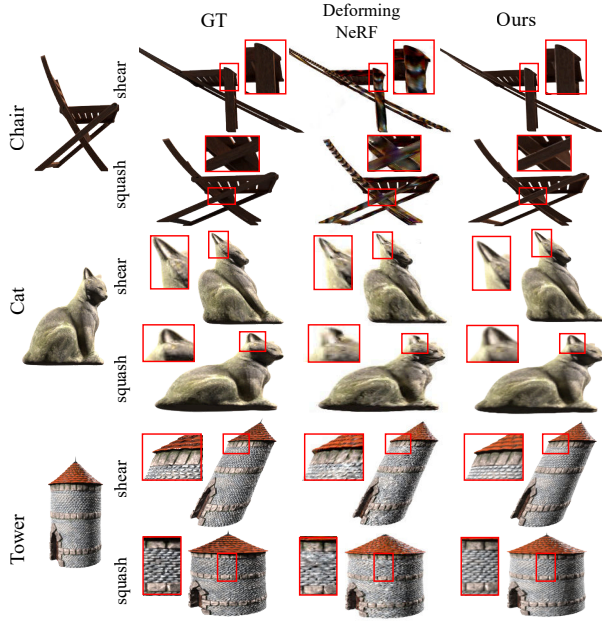 GT
Deforming
NeRF
Ours
Chair
shear
squash
Cat
shear
squash
Tower
shear
squash